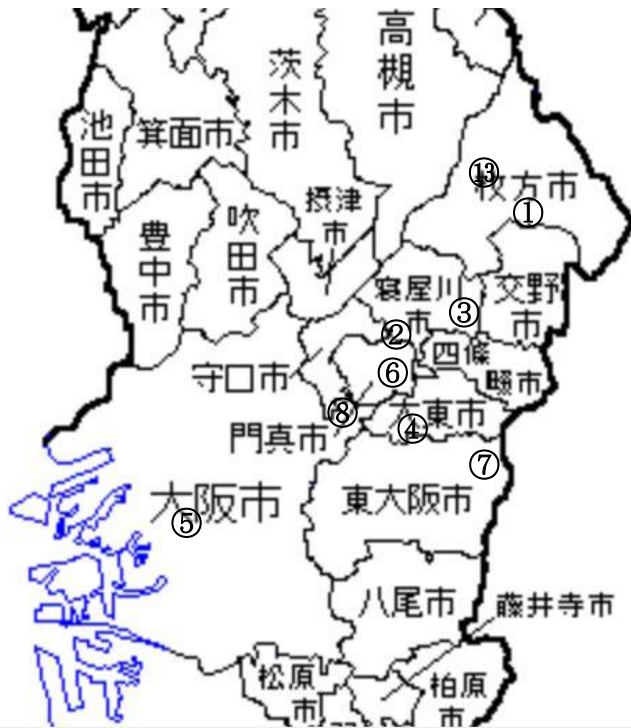 高槻市
茨木市
池田市
箕面市
⑬
枚方市
①
摂津市
吹田市
豊中市
寝屋川市
③
交野市
②
四條畷市
守口市
⑥
⑧
大東市
④
門真市
⑦
大阪市
⑤
東大阪市
八尾市
藤井寺市
松原市
柏原市